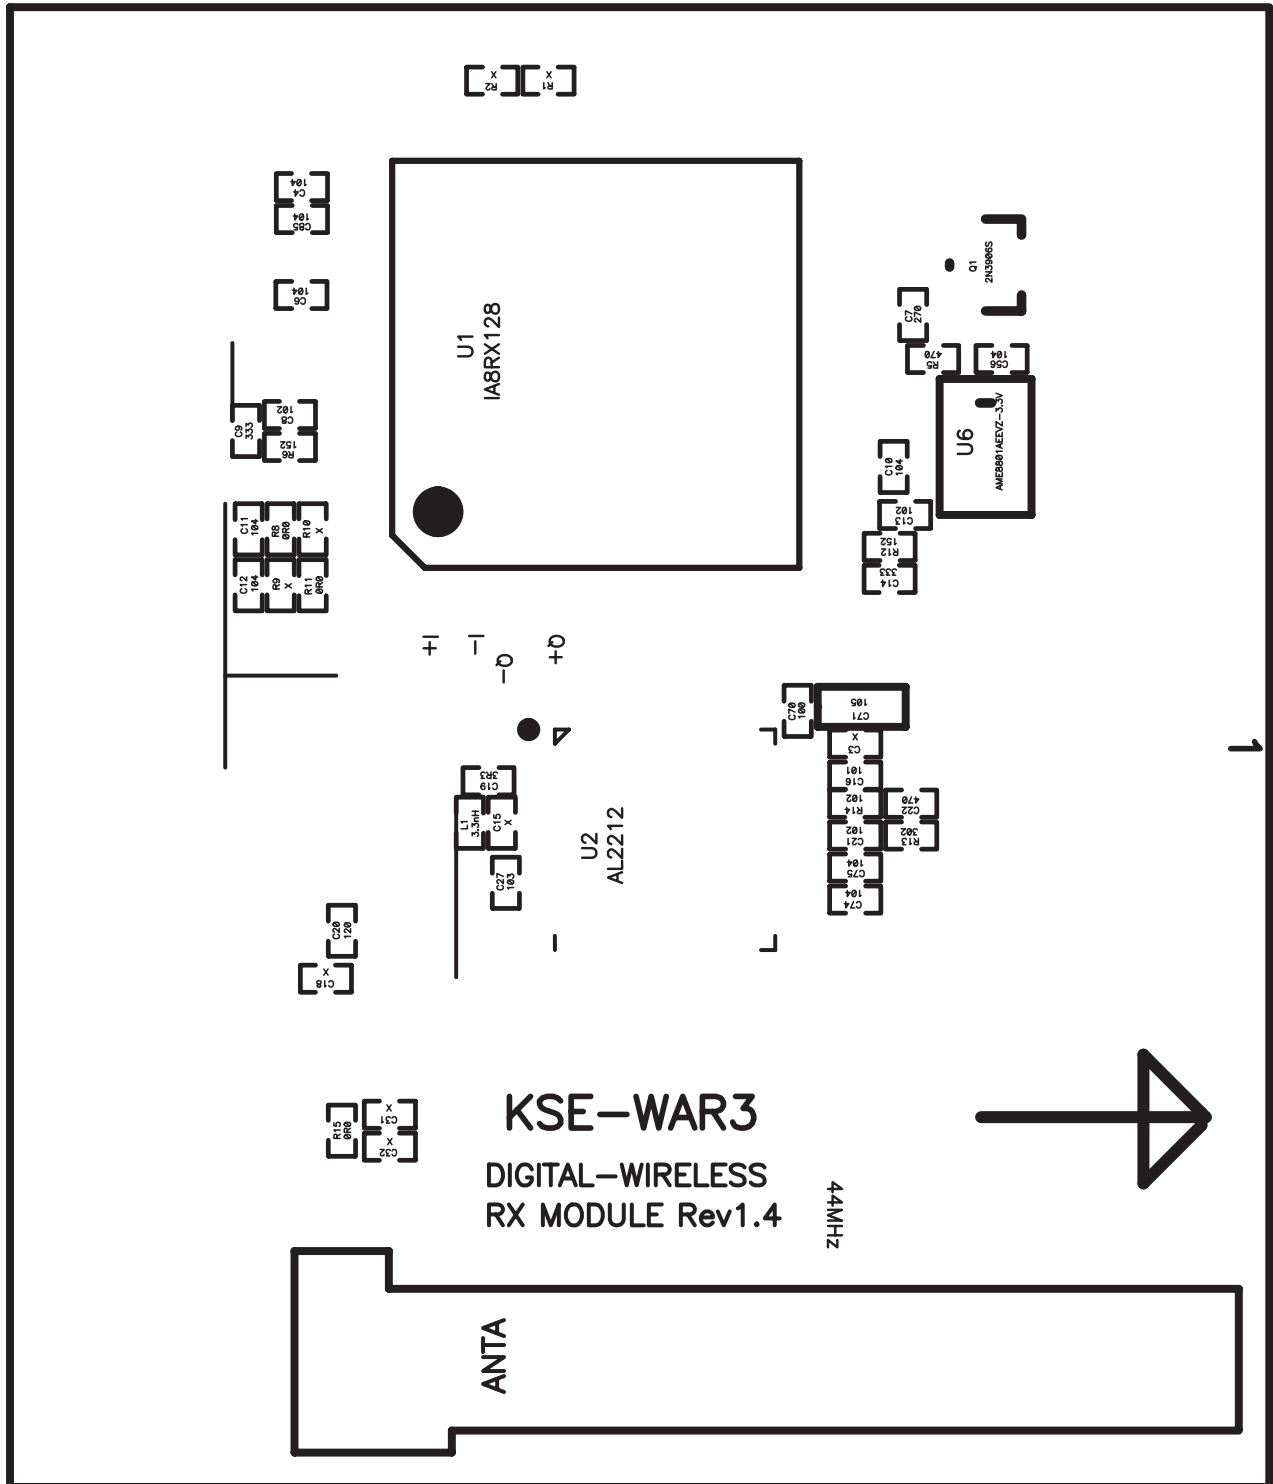 X
R2
X
R1
104
C4
104
C85
104
C6
U1
IA8RX128
Q1
2N3906S
C7
270
470
R5
104
C56
C9
333
102
C8
152
R6
U6
AME8801AEEVZ-3.3V
C10
104
102
C13
152
R12
333
C14
C11
104
R8
0R0
R10
X
C12
104
R9
X
R11
0R0
+I
-I
-Q
+Q
C70
100
105
C71
X
C3
101
C16
102
R14
470
C22
102
C21
302
R13
104
C75
104
C74
1
3R3
C19
L1
3.3nH
C15
X
C27
103
U2
AL2212
C20
120
X
C18
R15
0R0
X
C31
X
C32
KSE-WAR3
DIGITAL-WIRELESS
RX MODULE Rev1.4
44MHz
ANTA